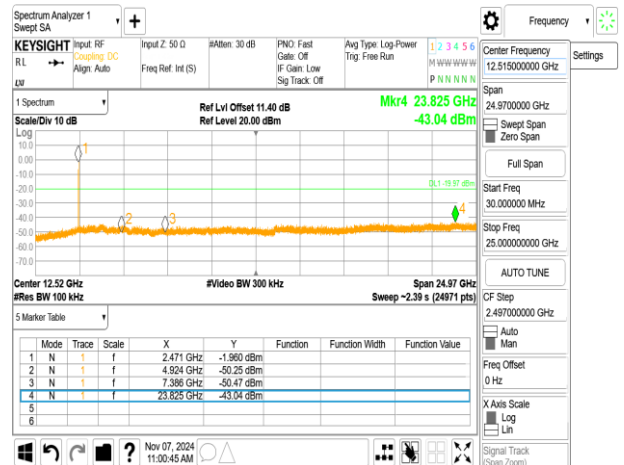 Spectrum Analyzer 1
Swept SA
Frequency
KEYSIGHT
RL
Input: RF
Coupling: DC
Align: Auto
Input Z: 50 Ω
Freq Ref: Int (S)
#Atten: 30 dB
PNO: Fast
Gate: Off
IF Gain: Low
Sig Track: Off
Avg Type: Log-Power
Trig: Free Run
1 2 3 4 5 6
M W W W W W
P N N N N N
LXI
1 Spectrum
Scale/Div 10 dB
Log
Ref Lvl Offset 11.40 dB
Ref Level 20.00 dBm
Mkr4 23.825 GHz
-43.04 dBm
10.0
0.00
-10.0
-20.0
-30.0
-40.0
-50.0
-60.0
-70.0
1
2
3
4
DL1 -19.97 dBm
Center 12.52 GHz
#Res BW 100 kHz
#Video BW 300 kHz
Span 24.97 GHz
Sweep ~2.39 s (24971 pts)
5 Marker Table
Mode Trace Scale X Y Function Function Width Function Value
1 N 1 f 2.471 GHz -1.960 dBm
2 N 1 f 4.924 GHz -50.25 dBm
3 N 1 f 7.386 GHz -50.47 dBm
4 N 1 f 23.825 GHz -43.04 dBm
5
6
Nov 07, 2024
11:00:45 AM
Settings
Center Frequency
12.515000000 GHz
Span
24.9700000 GHz
Swept Span
Zero Span
Full Span
Start Freq
30.000000 MHz
Stop Freq
25.000000000 GHz
AUTO TUNE
CF Step
2.497000000 GHz
Auto
Man
Freq Offset
0 Hz
X Axis Scale
Log
Lin
Signal Track
(Span Zoom)